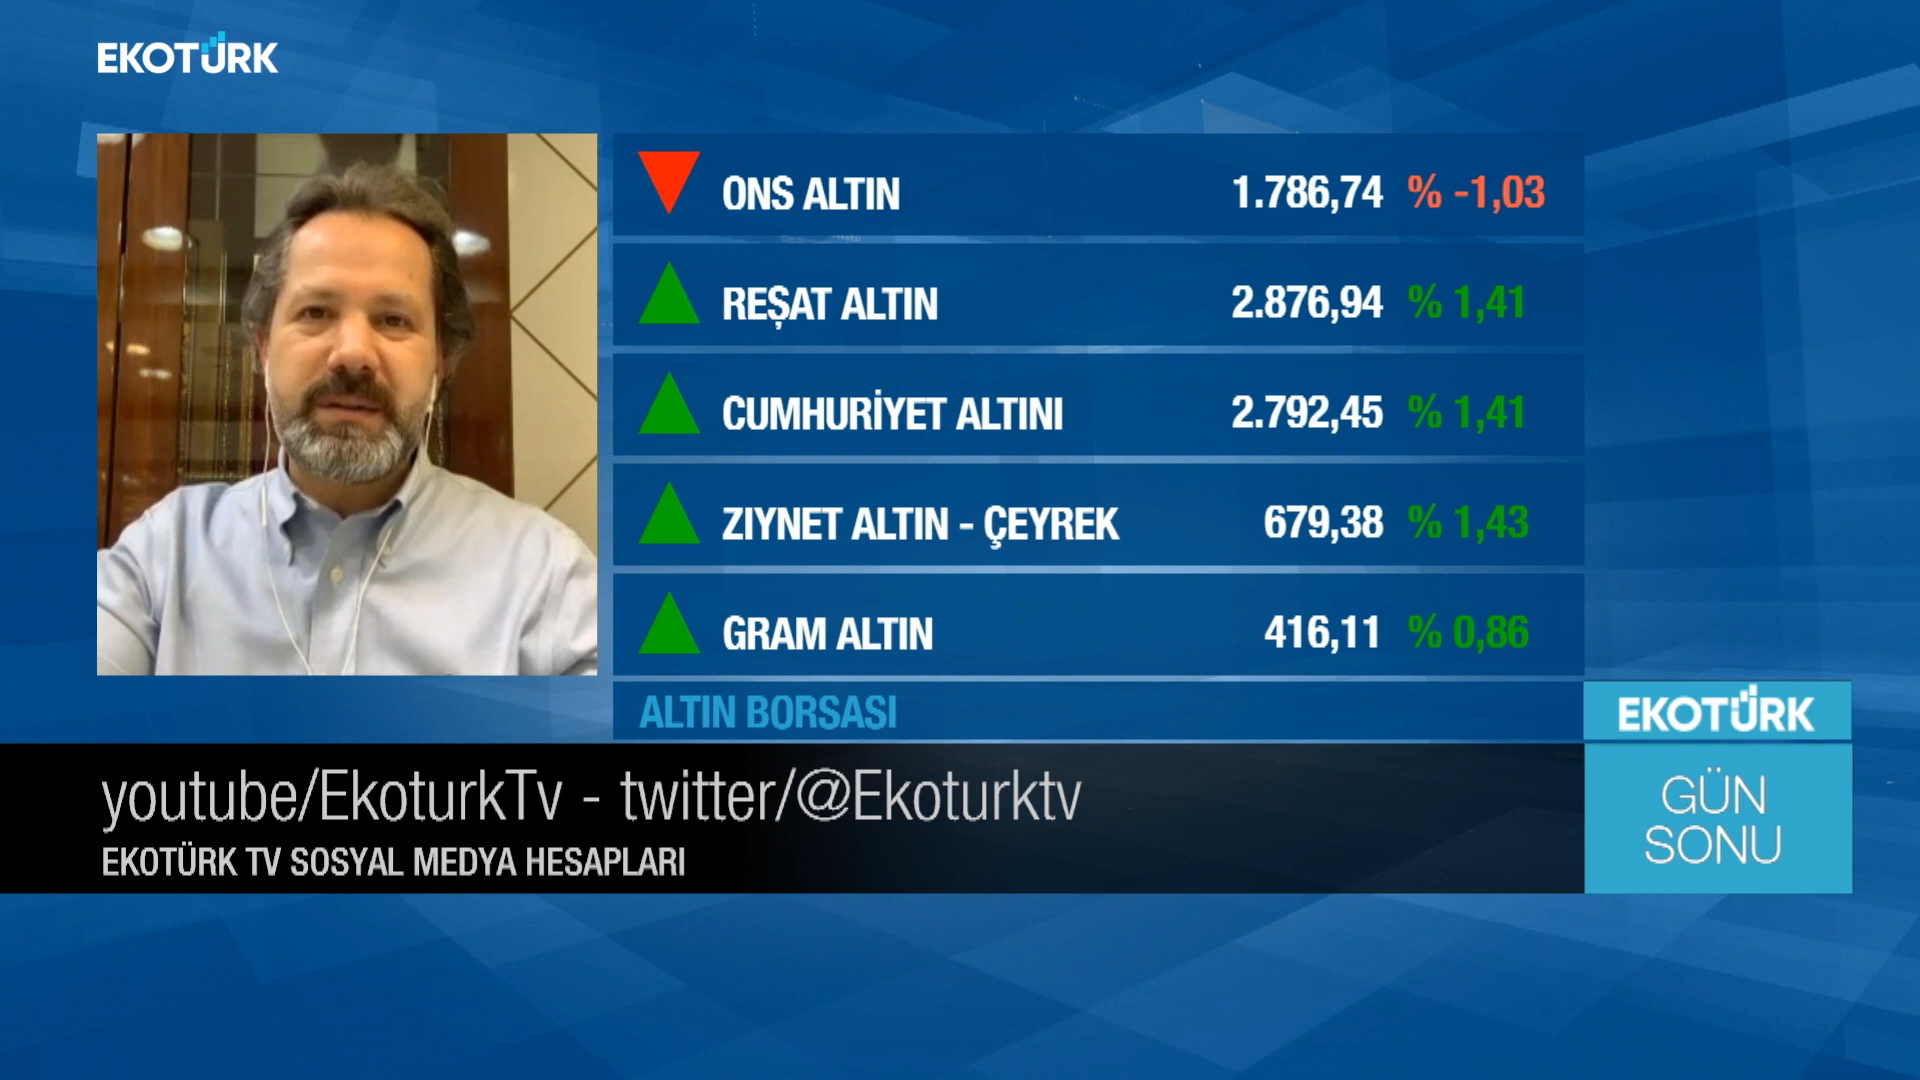 EKOTÜRK
ONS ALTIN 1.786,74 % -1,03
REŞAT ALTIN 2.876,94 % 1,41
CUMHURİYET ALTINI 2.792,45 % 1,41
ZIYNET ALTIN - ÇEYREK 679,38 % 1,43
GRAM ALTIN 416,11 % 0,86
ALTIN BORSASI
EKOTÜRK
youtube/EkoturkTv - twitter/@Ekoturktv
EKOTÜRK TV SOSYAL MEDYA HESAPLARI
GÜN
SONU